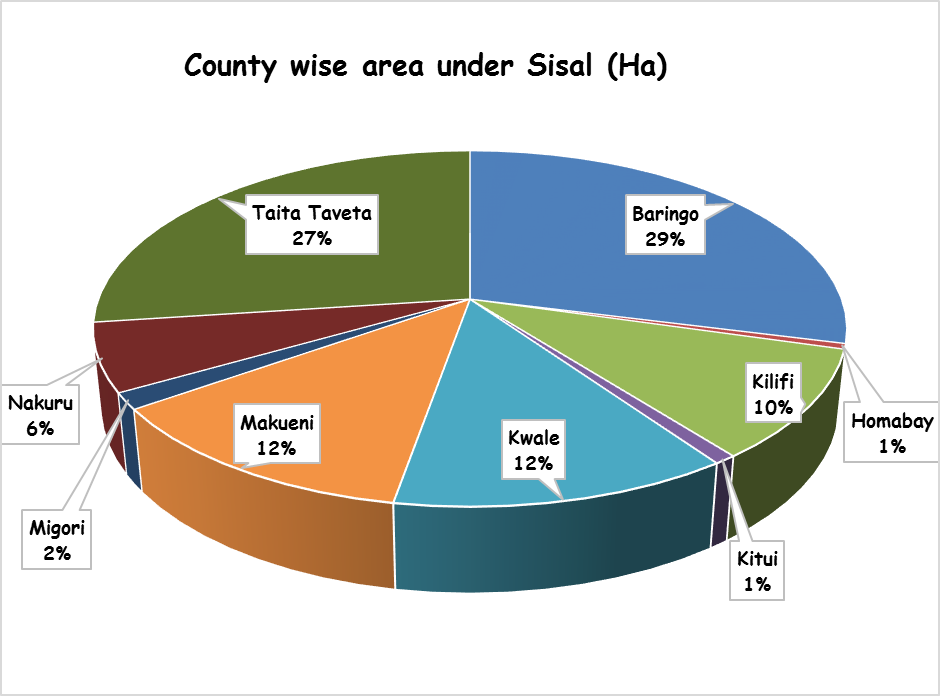 County wise area under Sisal (Ha)
Taita Taveta
27%
Baringo
29%
Kilifi
10%
Homabay
1%
Nakuru
6%
Makueni
12%
Kwale
12%
Migori
2%
Kitui
1%